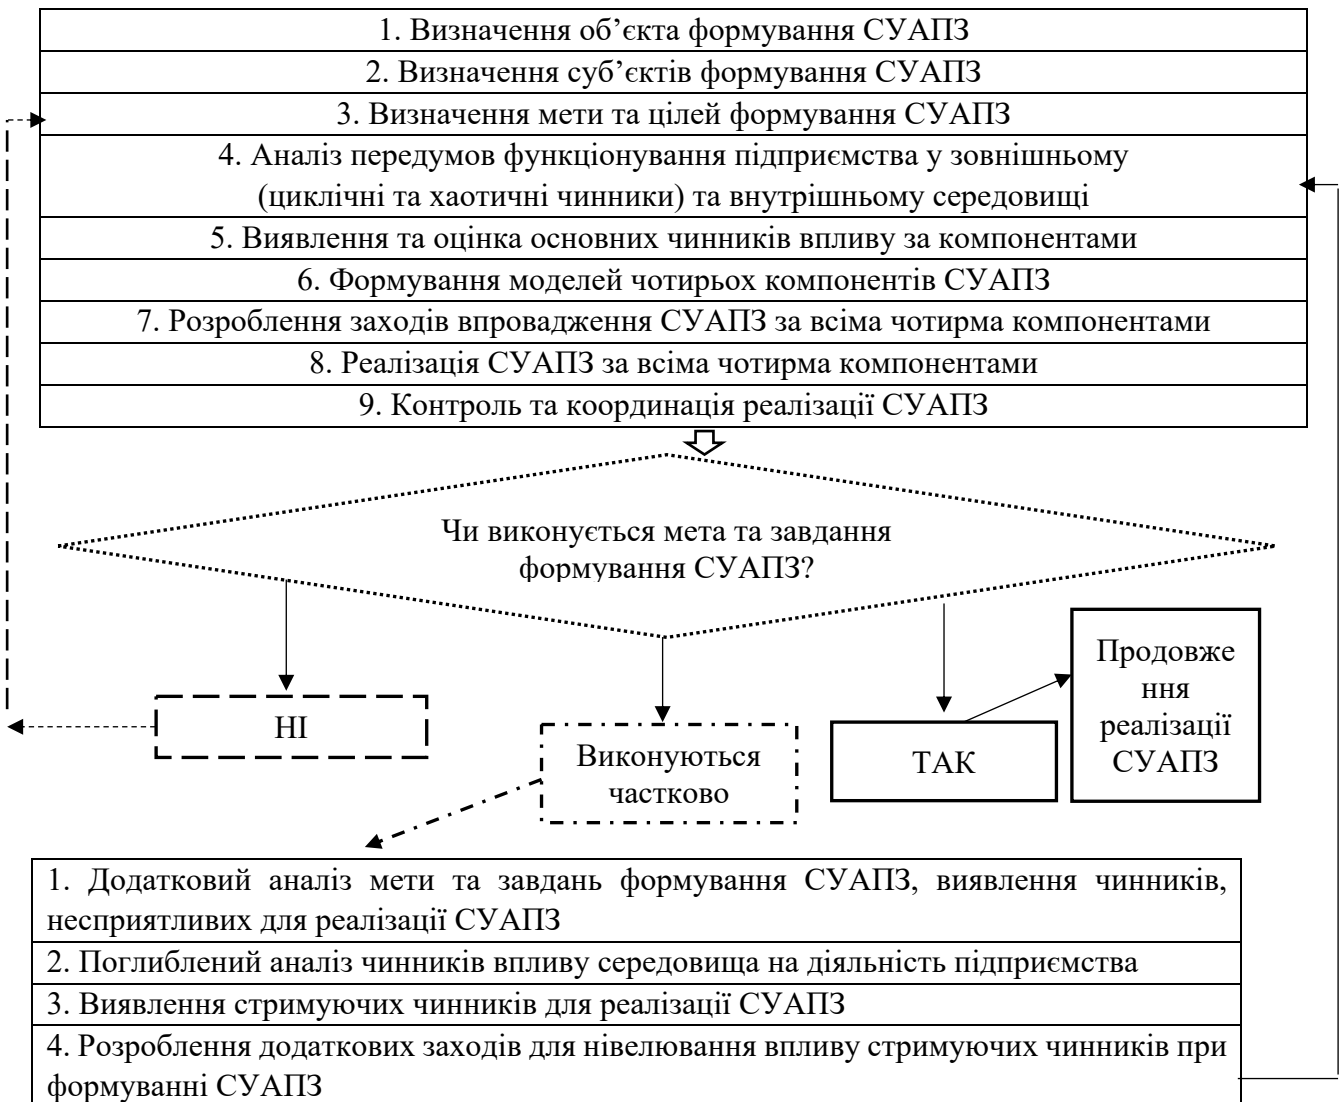 1. Визначення об’єкта формування СУАПЗ
2. Визначення суб’єктів формування СУАПЗ
3. Визначення мети та цілей формування СУАПЗ
4. Аналіз передумов функціонування підприємства у зовнішньому
(циклічні та хаотичні чинники) та внутрішньому середовищі
5. Виявлення та оцінка основних чинників впливу за компонентами
6. Формування моделей чотирьох компонентів СУАПЗ
7. Розроблення заходів впровадження СУАПЗ за всіма чотирма компонентами
8. Реалізація СУАПЗ за всіма чотирма компонентами
9. Контроль та координація реалізації СУАПЗ
Чи виконується мета та завдання
формування СУАПЗ?
НІ
Виконуються
частково
ТАК
Продовже
ння
реалізації
СУАПЗ
1. Додатковий аналіз мети та завдань формування СУАПЗ, виявлення чинників,
несприятливих для реалізації СУАПЗ
2. Поглиблений аналіз чинників впливу середовища на діяльність підприємства
3. Виявлення стримуючих чинників для реалізації СУАПЗ
4. Розроблення додаткових заходів для нівелювання впливу стримуючих чинників при
формуванні СУАПЗ